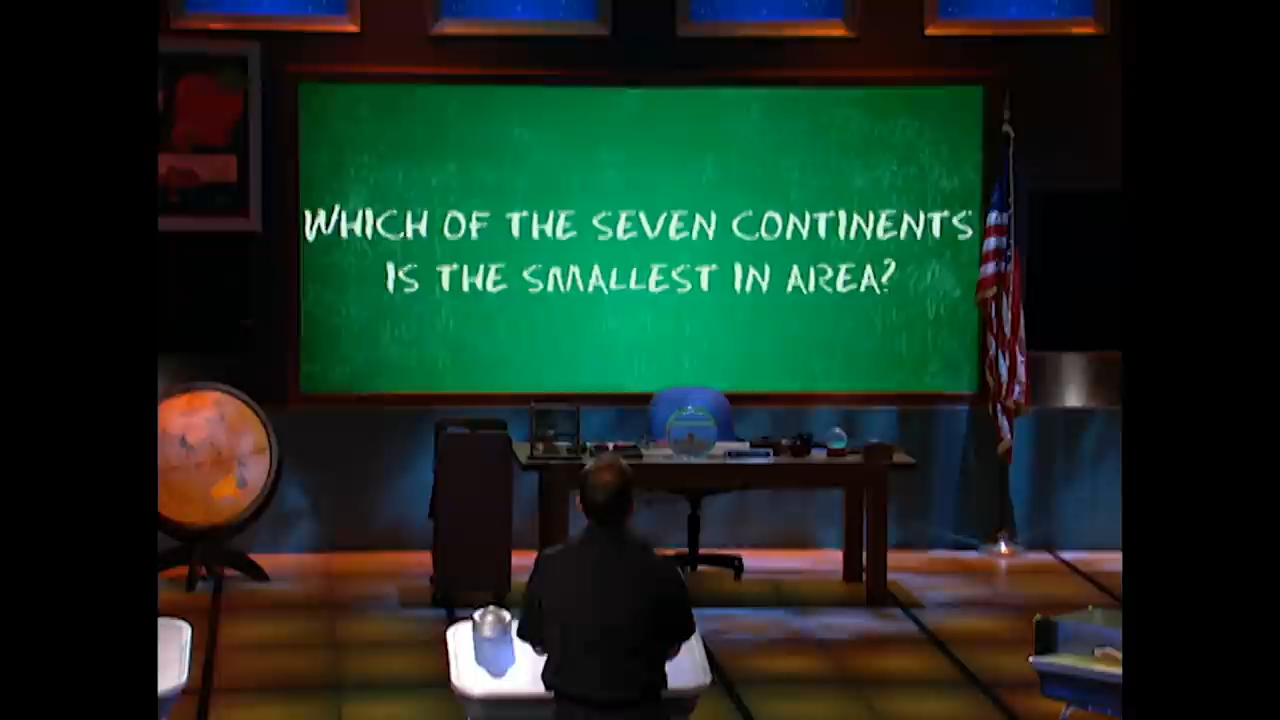 WHICH OF THE SEVEN CONTINENTS
IS THE SMALLEST IN AREA?